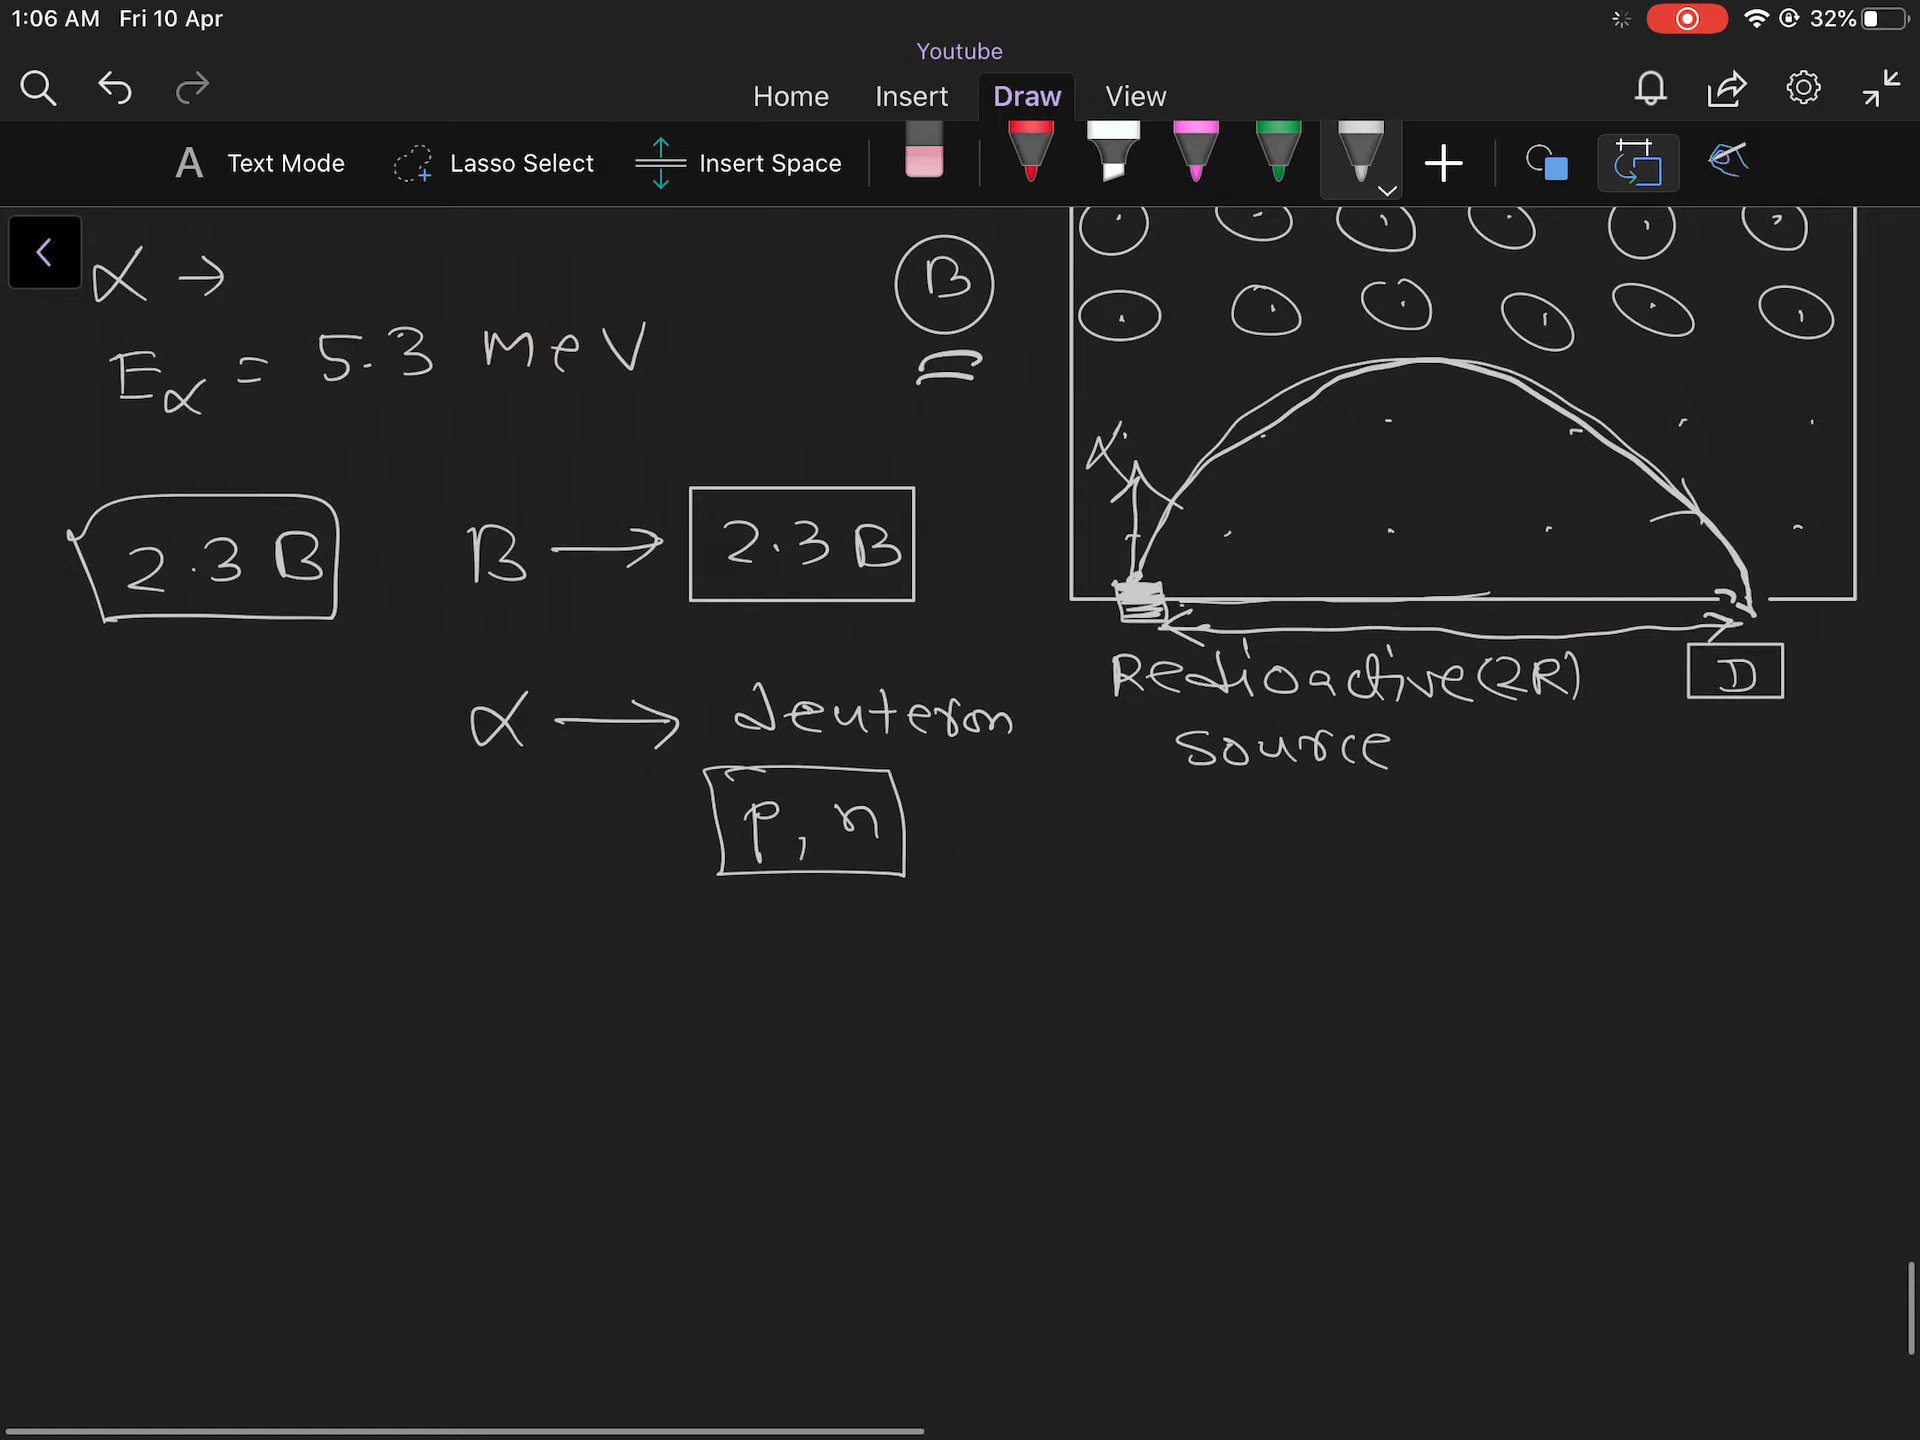 1:06 AM Fri 10 Apr
32%
Youtube
Home Insert Draw View
A Text Mode Lasso Select Insert Space
α →
Eα = 5.3 meV
B
2.3 B
B → 2.3 B
α → deuteron
p, n
α
Redioactive (2R)
source
D